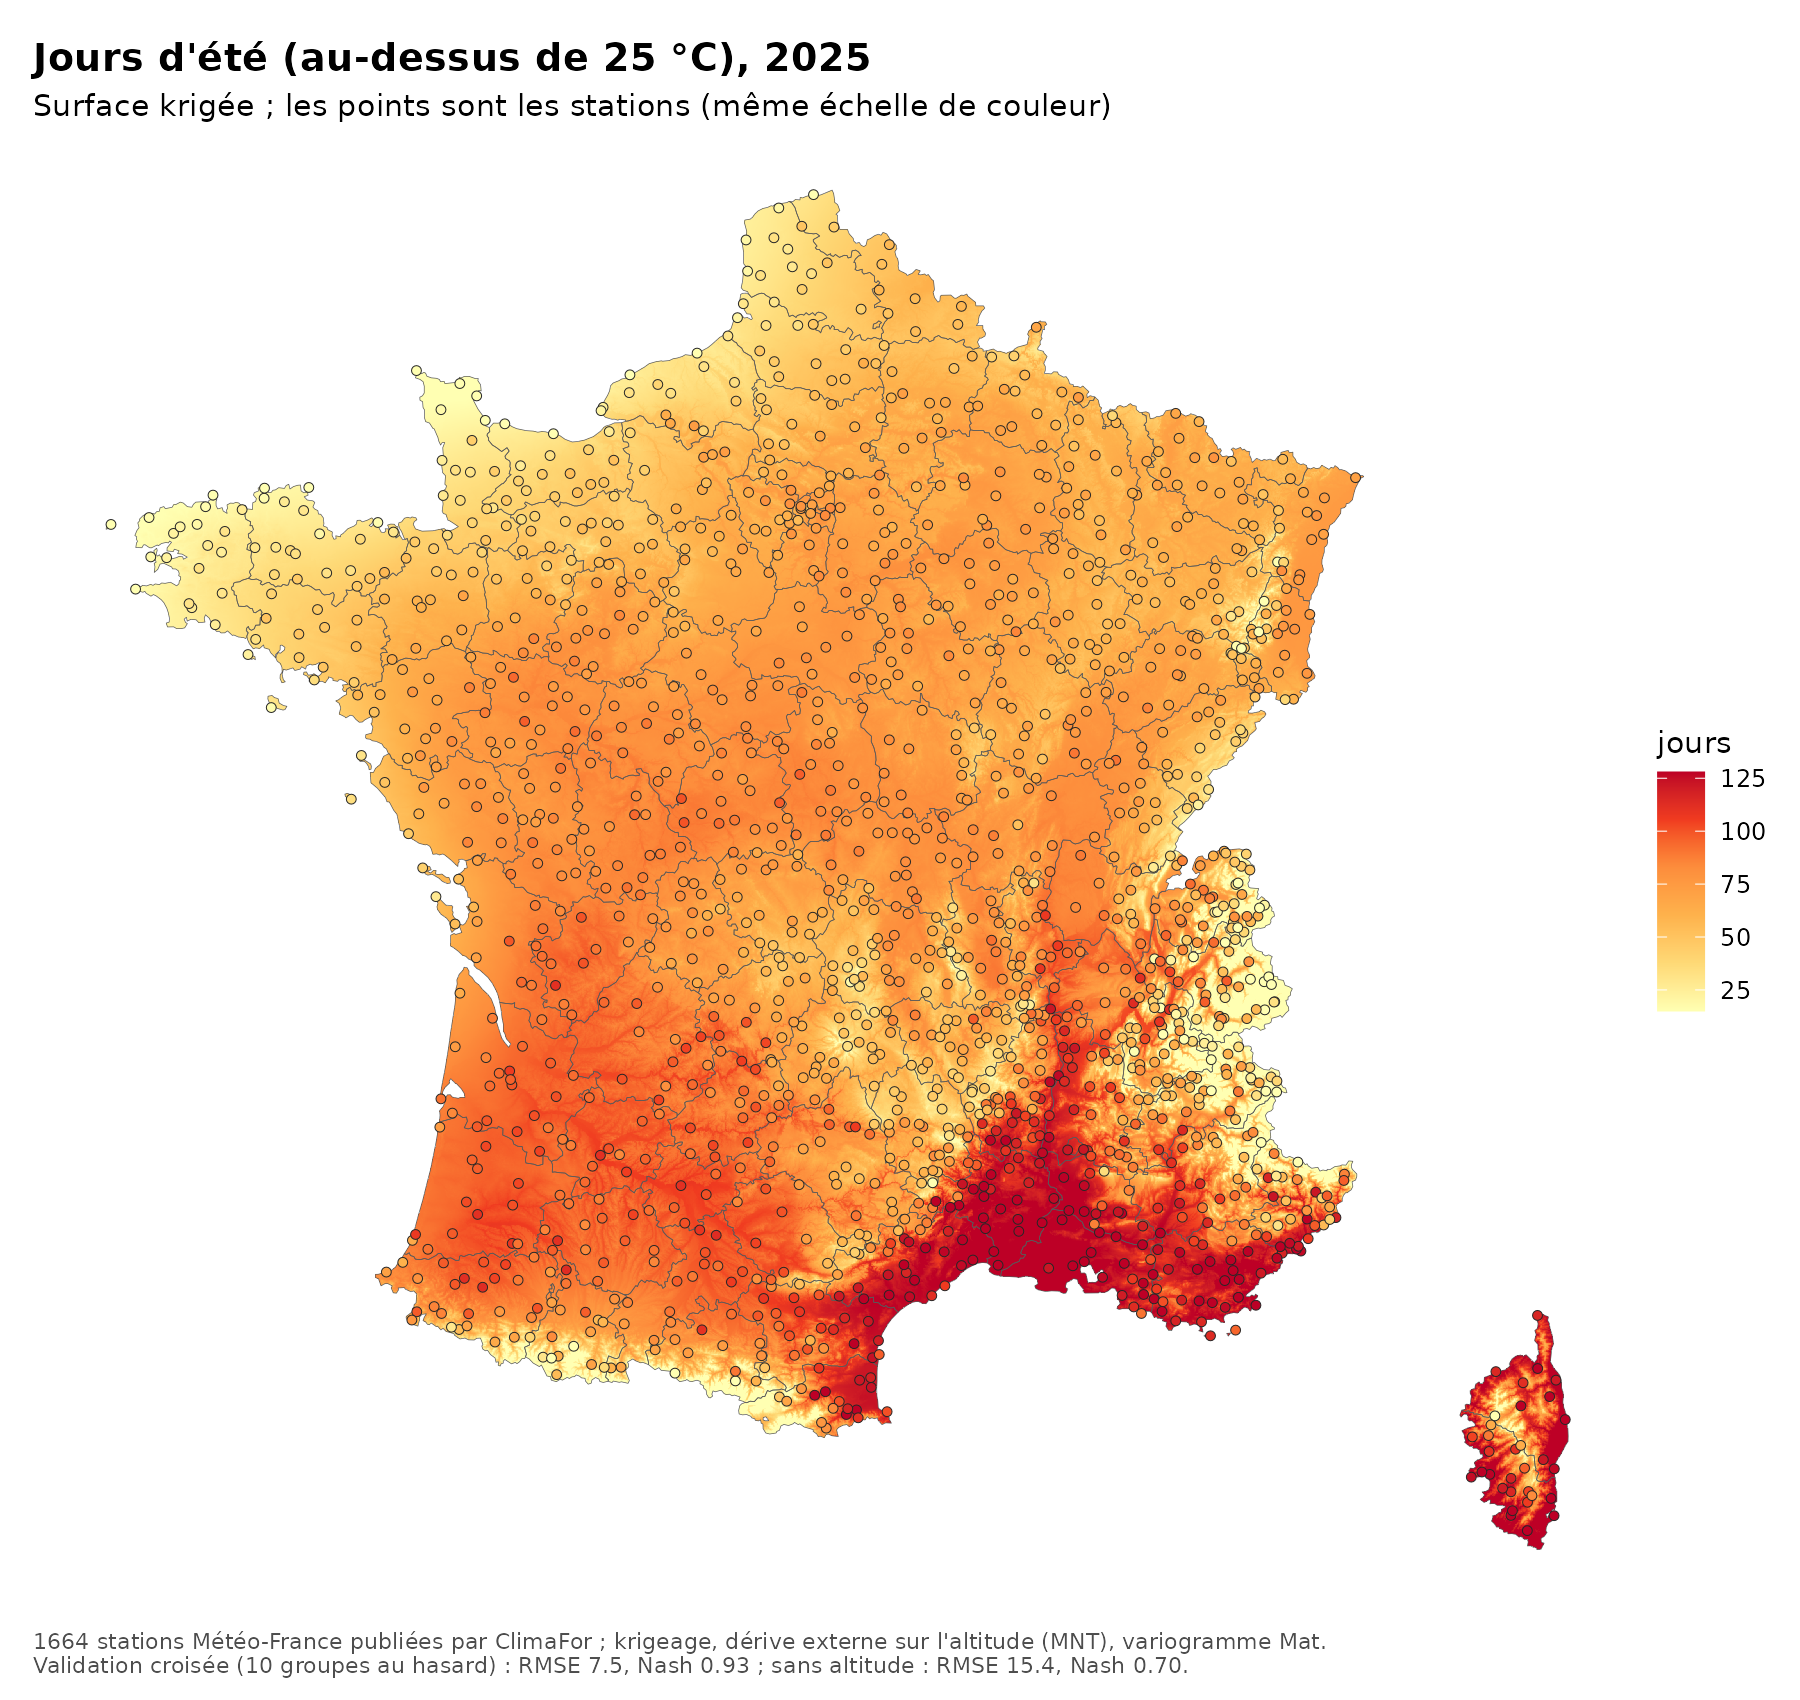 Jours d'été (au-dessus de 25 °C), 2025
Surface krigée ; les points sont les stations (même échelle de couleur)
jours
125
100
75
50
25
1664 stations Météo-France publiées par ClimaFor ; krigeage, dérive externe sur l'altitude (MNT), variogramme Mat.
Validation croisée (10 groupes au hasard) : RMSE 7.5, Nash 0.93 ; sans altitude : RMSE 15.4, Nash 0.70.